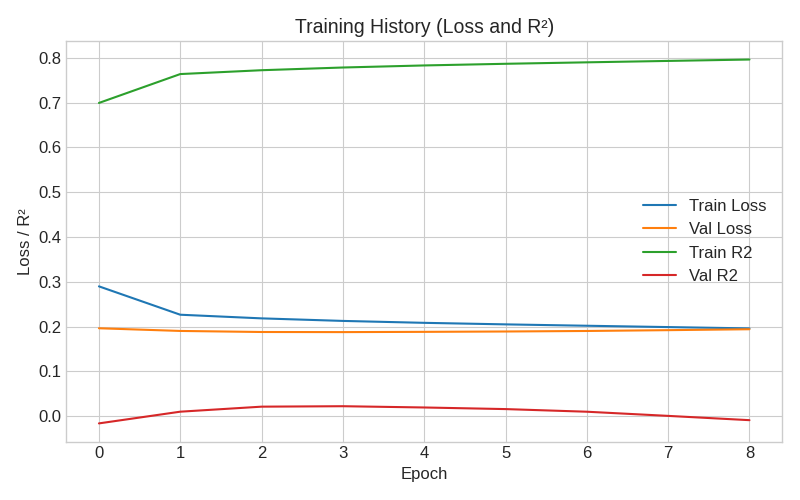 Training History (Loss and R²)
Loss / R²
0.8
0.7
0.6
0.5
0.4
0.3
0.2
0.1
0.0
Train Loss
Val Loss
Train R2
Val R2
0 1 2 3 4 5 6 7 8
Epoch